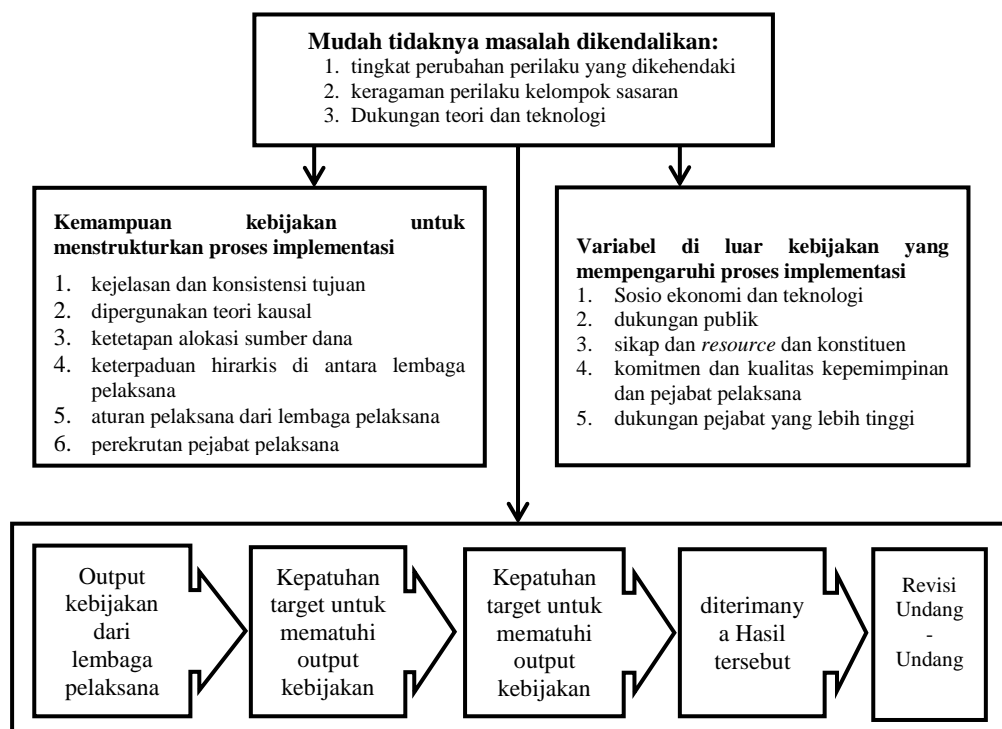 Mudah tidaknya masalah dikendalikan:
1. tingkat perubahan perilaku yang dikehendaki
2. keragaman perilaku kelompok sasaran
3. Dukungan teori dan teknologi
Kemampuan kebijakan untuk
menstrukturkan proses implementasi
1. kejelasan dan konsistensi tujuan
2. dipergunakan teori kausal
3. ketetapan alokasi sumber dana
4. keterpaduan hirarkis di antara lembaga
pelaksana
5. aturan pelaksana dari lembaga pelaksana
6. perekrutan pejabat pelaksana
Variabel di luar kebijakan yang
mempengaruhi proses implementasi
1. Sosio ekonomi dan teknologi
2. dukungan publik
3. sikap dan resource dan konstituen
4. komitmen dan kualitas kepemimpinan
dan pejabat pelaksana
5. dukungan pejabat yang lebih tinggi
Output
kebijakan
dari
lembaga
pelaksana
Kepatuhan
target untuk
mematuhi
output
kebijakan
Kepatuhan
target untuk
mematuhi
output
kebijakan
diterimany
a Hasil
tersebut
Revisi
Undang
-
Undang